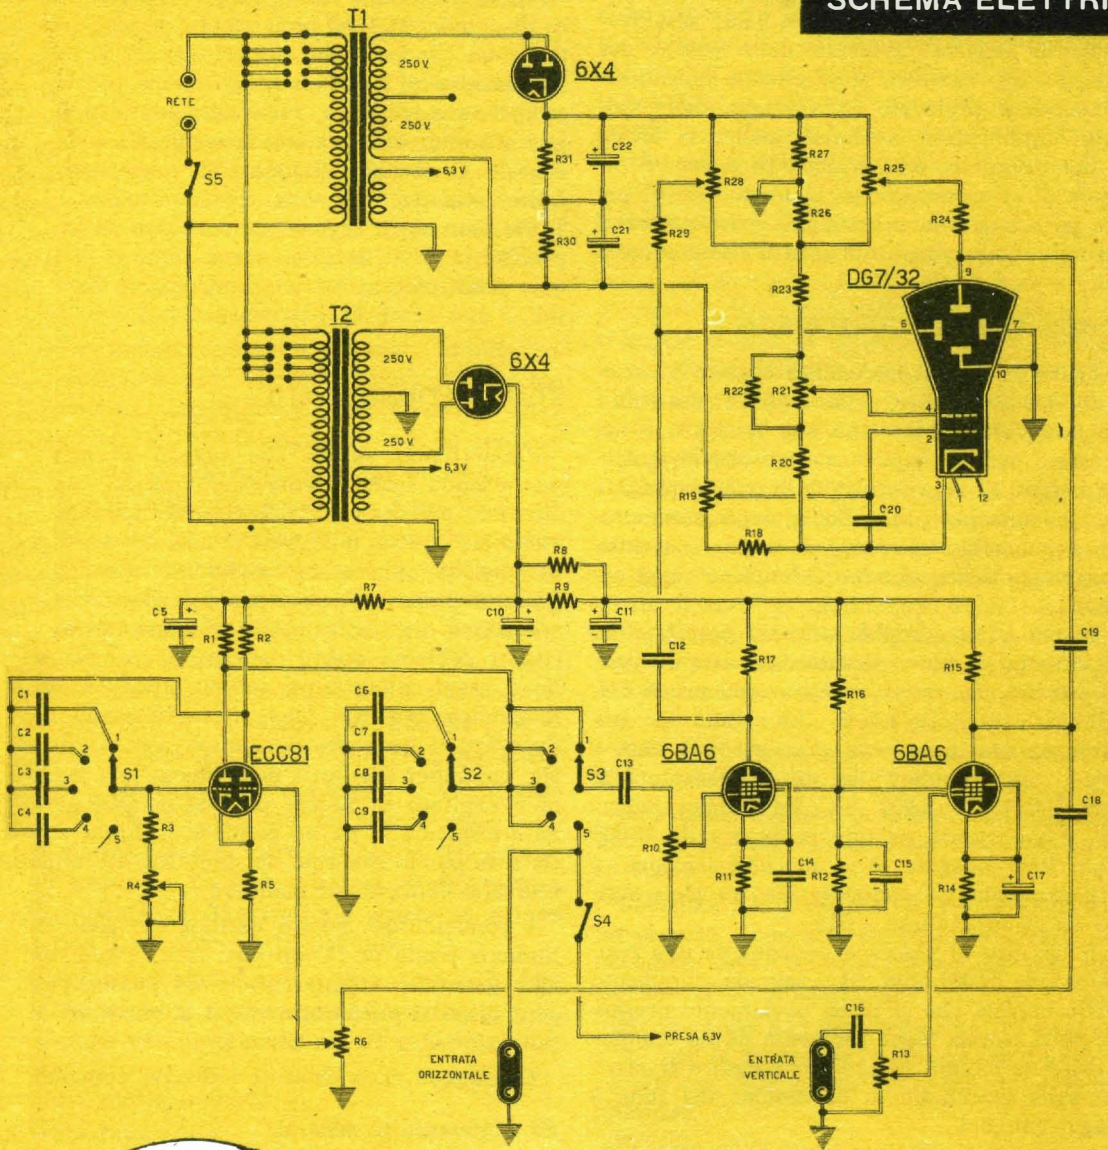 SCHEMA ELETTRI
T1
250 V.
250 V.
6,3 V
6X4
RETE
S5
R31
C22
R30
C21
R29
R28
R27
R26
R25
R24
R23
DG7/32
9
6
7
10
4
2
3
1
12
T2
250 V.
250 V
6,3 V
6X4
R22
R21
R20
R19
R18
C20
R8
R7
R9
C5
+
-
R1
R2
C10
+
-
C11
+
-
C12
R17
R16
R15
C19
C1
C2
C3
C4
1
2
3
4
5
S1
ECC81
C6
C7
C8
C9
1
2
3
4
5
S2
1
2
3
4
5
S3
C13
6BA6
6BA6
C18
R3
R4
R5
R10
R11
C14
R12
C15
+
-
R14
C17
+
-
S4
R6
PRESA 6,3V
ENTRATA
ORIZZONTALE
ENTRATA
VERTICALE
C16
R13